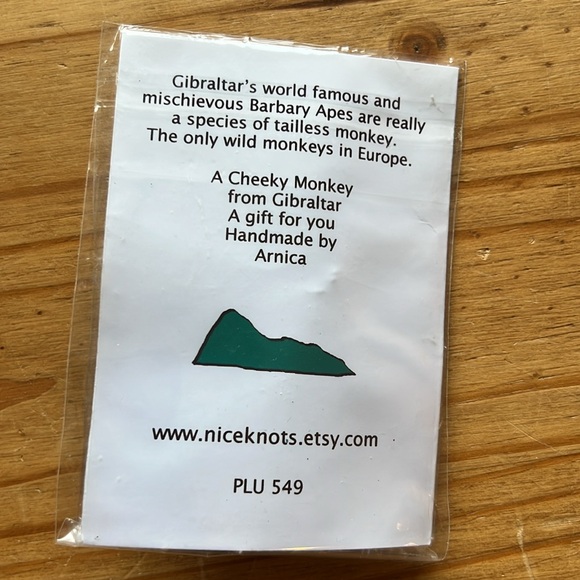 Gibraltar's world famous and
mischievous Barbary Apes are really
a species of tailless monkey.
The only wild monkeys in Europe.
A Cheeky Monkey
from Gibraltar
A gift for you
Handmade by
Arnica
www.niceknots.etsy.com
PLU 549